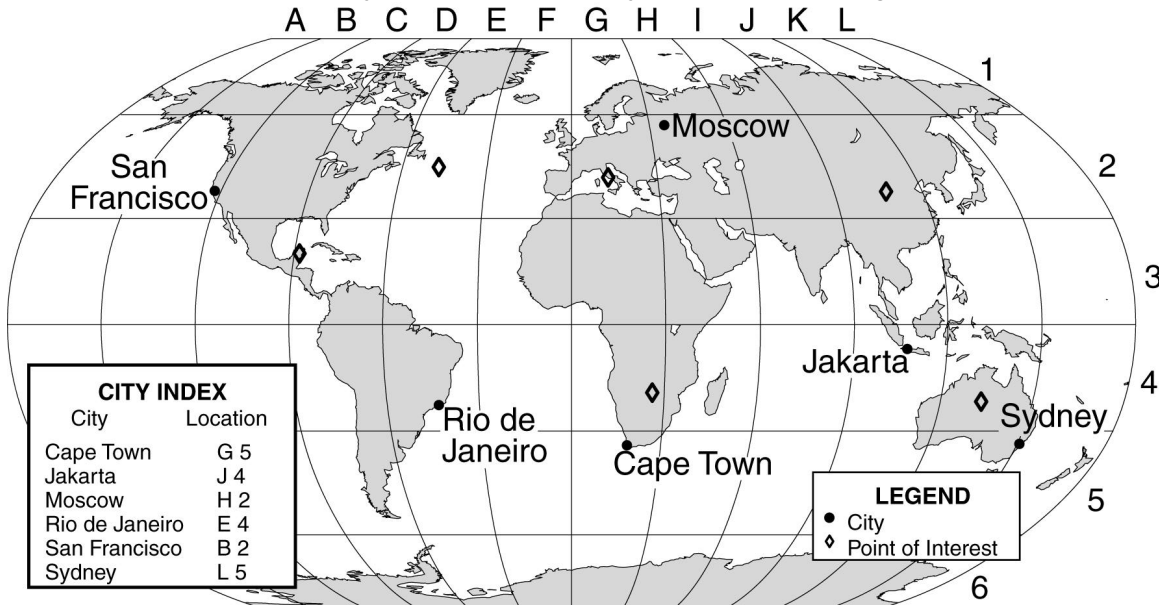 A B C D E F G H I J K L
1
Moscow
San
Francisco
2
3
Jakarta
4
Rio de
Janeiro
Sydney
Cape Town
5
6
CITY INDEX
City Location
Cape Town G 5
Jakarta J 4
Moscow H 2
Rio de Janeiro E 4
San Francisco B 2
Sydney L 5
LEGEND
City
Point of Interest